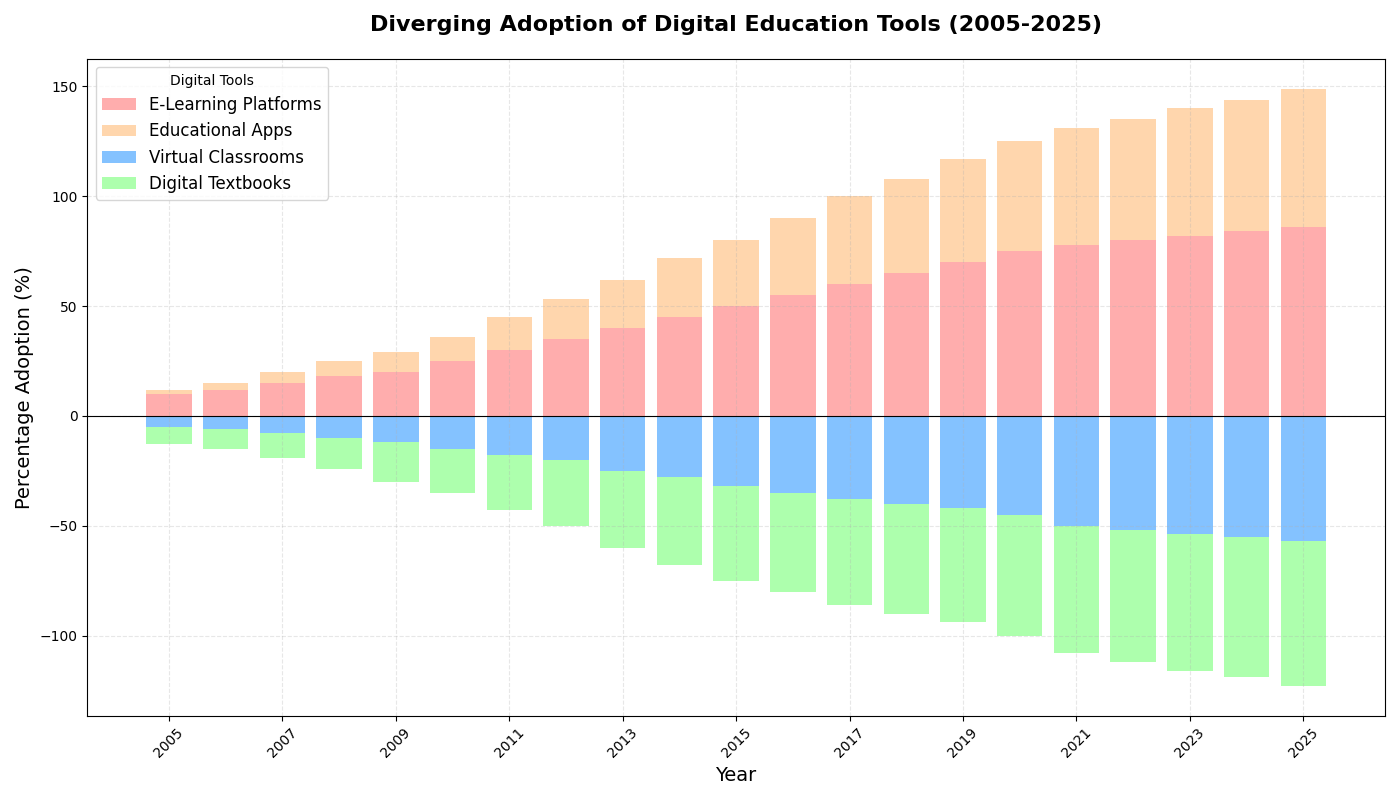 Diverging Adoption of Digital Education Tools (2005-2025)
Digital Tools
E-Learning Platforms
Educational Apps
Virtual Classrooms
Digital Textbooks
Percentage Adoption (%)
150
100
50
0
−50
−100
2005
2007
2009
2011
2013
2015
2017
2019
2021
2023
2025
Year